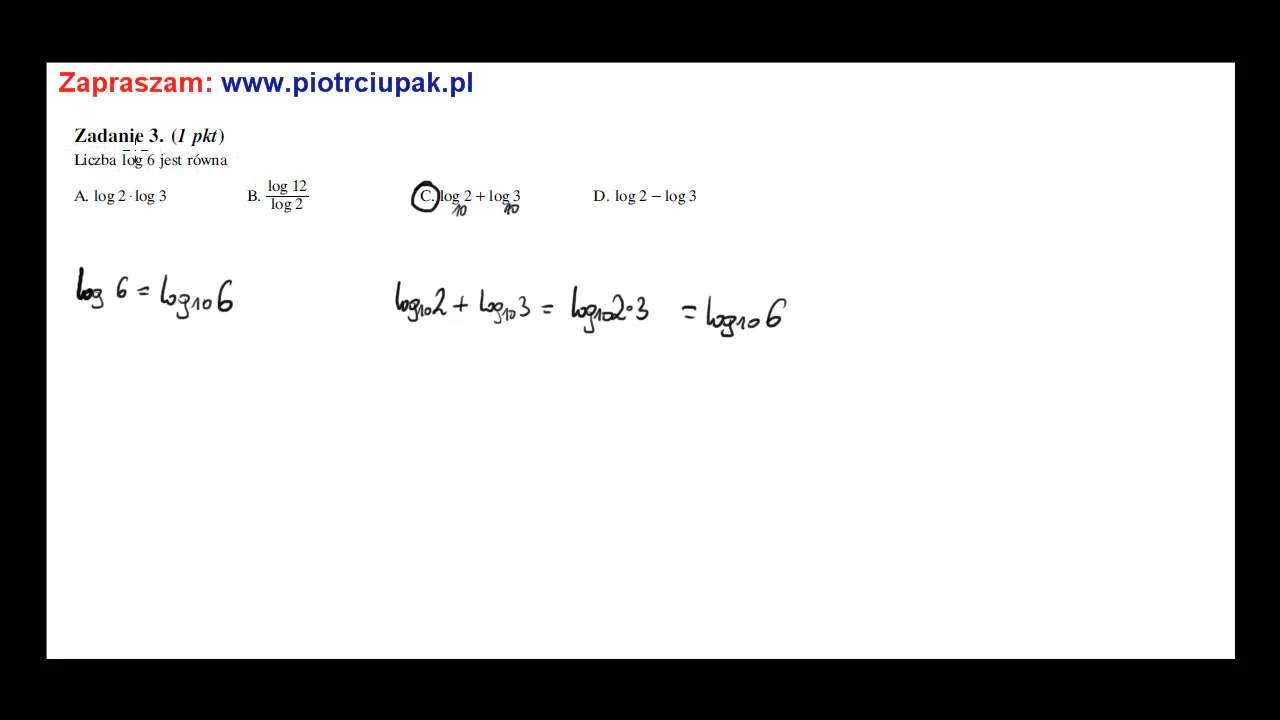 Zapraszam: www.piotrciupak.pl
Zadanie 3. (1 pkt)
Liczba log 6 jest równa
A. log 2 · log 3 B. log 12 / log 2 C. log 2 + log 3 D. log 2 − log 3
10 10
log 6 = log₁₀ 6 log₁₀ 2 + log₁₀ 3 = log₁₀ 2·3 = log₁₀ 6